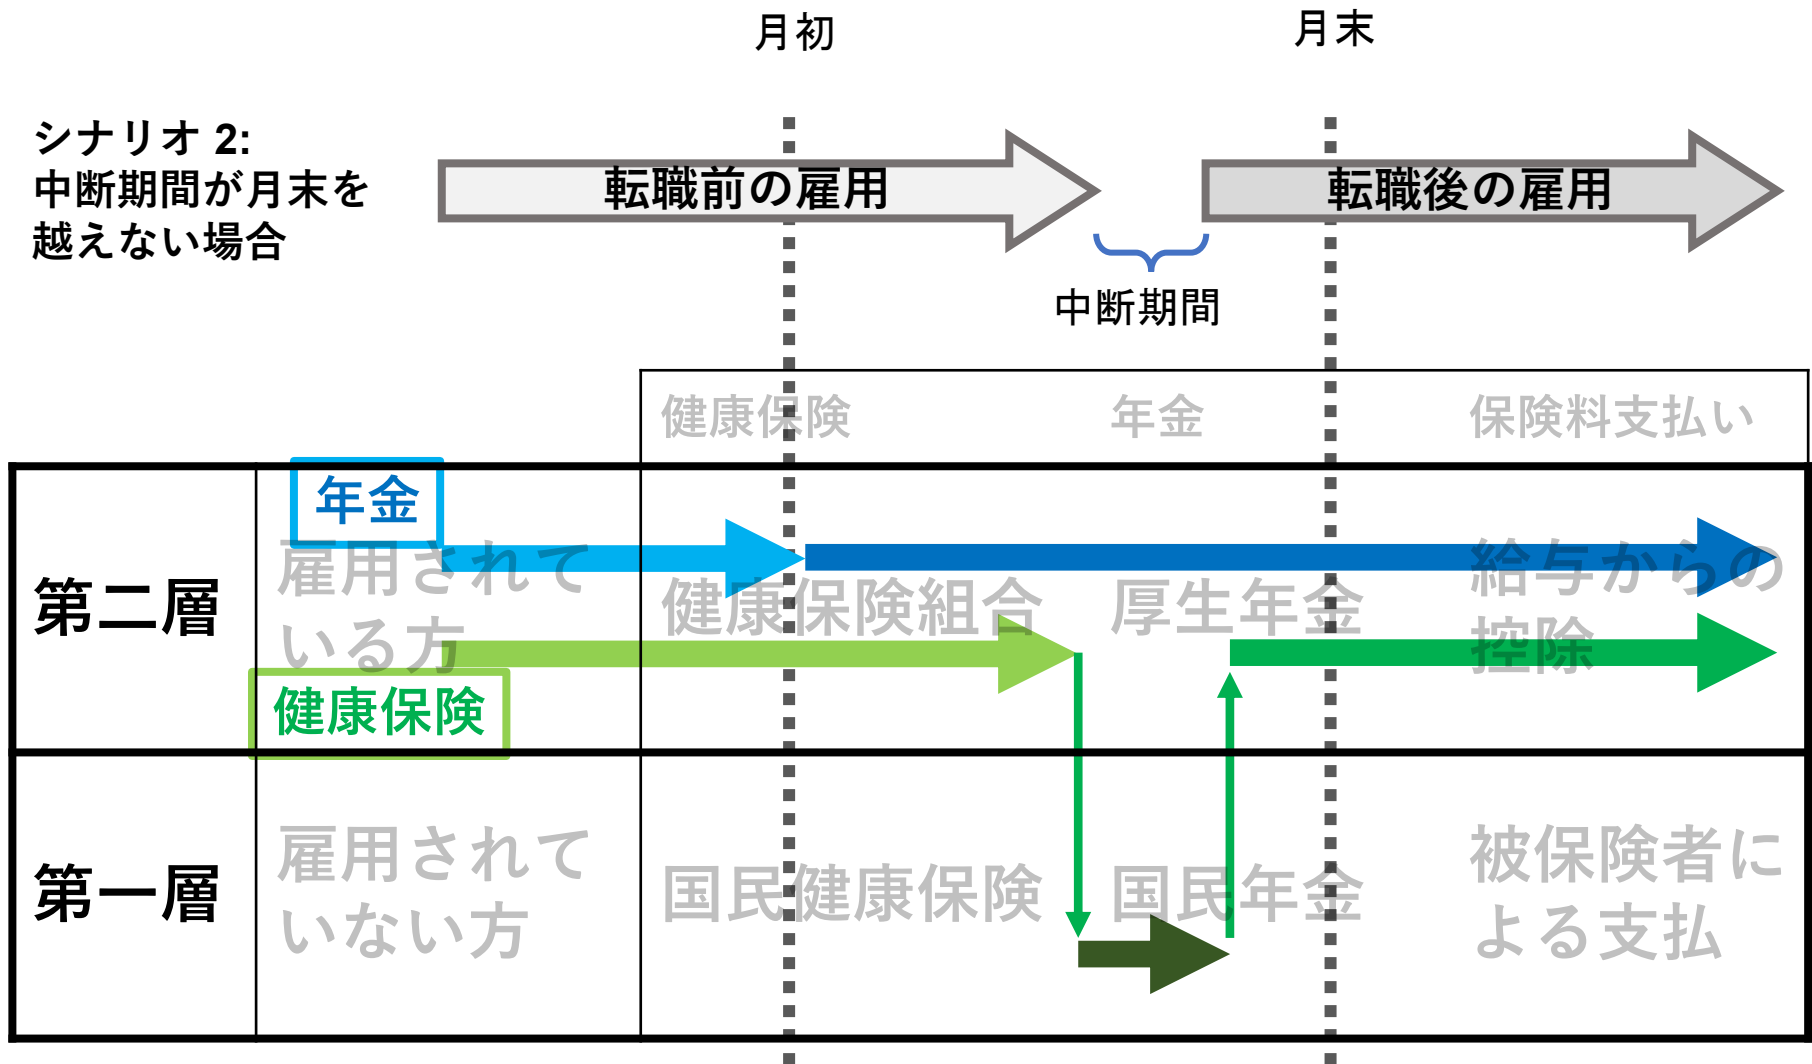 月初
月末
シナリオ 2:
中断期間が月末を
越えない場合
転職前の雇用
転職後の雇用
中断期間
健康保険
年金
保険料支払い
年金
第二層
雇用されて
いる方
健康保険組合
厚生年金
給与からの
控除
健康保険
第一層
雇用されて
いない方
国民健康保険
国民年金
被保険者に
よる支払